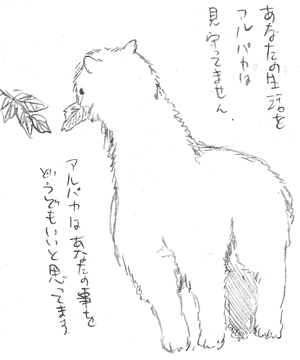 あなたの生活を
アルパカは
見守ってません。
アルパカはあなたの事を
どうでもいいと思ってます。